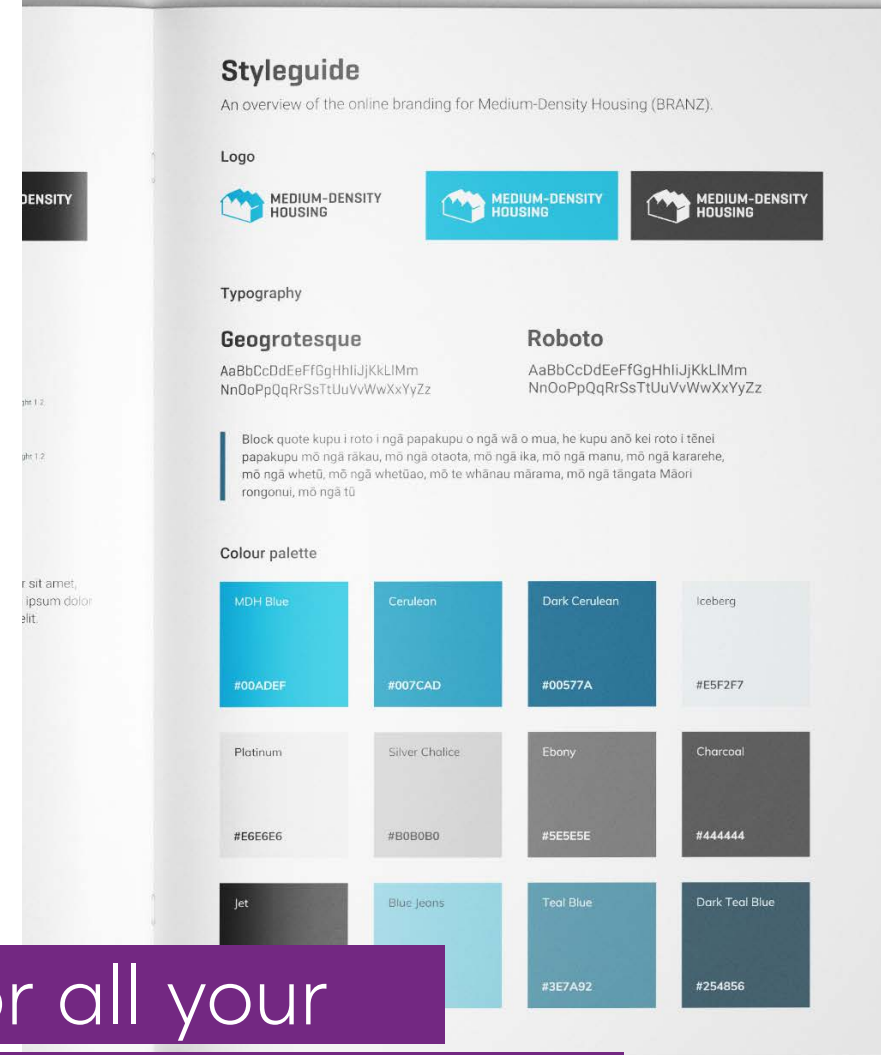 DENSITY
ght 1.2
ght 1.2
r sit amet,
ipsum dolor
elit.
Styleguide
An overview of the online branding for Medium-Density Housing (BRANZ).
Logo
MEDIUM-DENSITY
HOUSING
MEDIUM-DENSITY
HOUSING
MEDIUM-DENSITY
HOUSING
Typography
Geogrotesque
AaBbCcDdEeFfGgHhIiJjKkLlMm
NnOoPpQqRrSsTtUuVvWwXxYyZz
Roboto
AaBbCcDdEeFfGgHhIiJjKkLlMm
NnOoPpQqRrSsTtUuVvWwXxYyZz
Block quote kupu i roto i ngā papakupu o ngā wā o mua, he kupu anō kei roto i tēnei
papakupu mō ngā rākau, mō ngā otaota, mō ngā ika, mō ngā manu, mō ngā kararehe,
mō ngā whetū, mō ngā whetūao, mō te whānau mārama, mō ngā tāngata Māori
rongonui, mō ngā tū
Colour palette
MDH Blue
#00ADEF
Cerulean
#007CAD
Dark Cerulean
#00577A
Iceberg
#E5F2F7
Platinum
#E6E6E6
Silver Chalice
#B0B0B0
Ebony
#5E5E5E
Charcoal
#444444
Jet
Blue Jeans
Teal Blue
#3E7A92
Dark Teal Blue
#254856
r all your